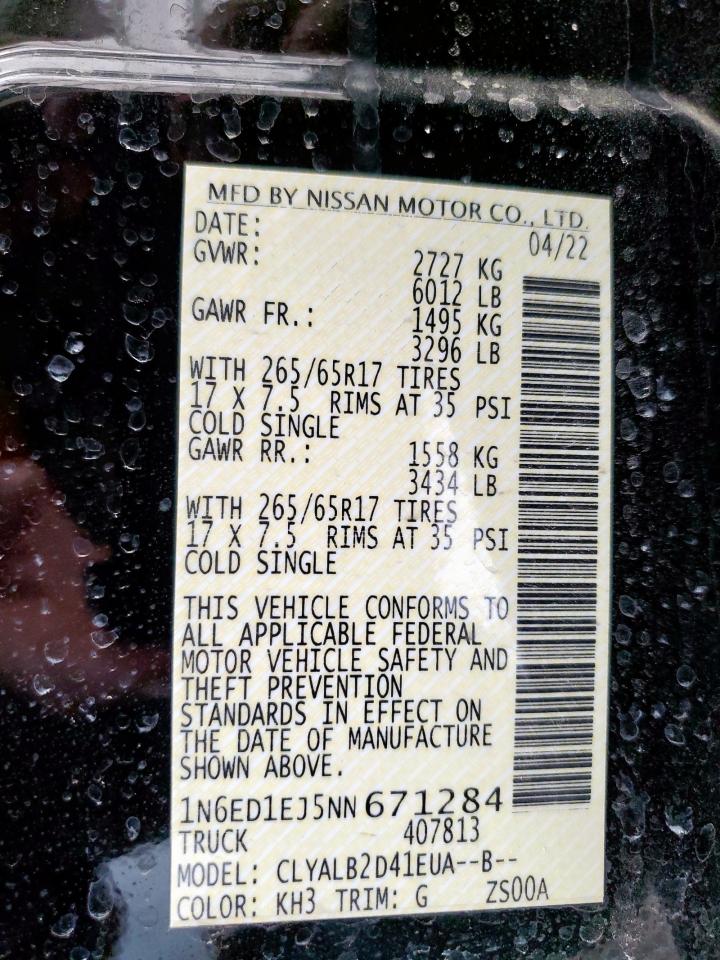 MFD BY NISSAN MOTOR CO., LTD.
DATE: 04/22
GVWR: 2727 KG
6012 LB
GAWR FR.: 1495 KG
3296 LB
WITH 265/65R17 TIRES
17 X 7.5 RIMS AT 35 PSI
COLD SINGLE
GAWR RR.: 1558 KG
3434 LB
WITH 265/65R17 TIRES
17 X 7.5 RIMS AT 35 PSI
COLD SINGLE
THIS VEHICLE CONFORMS TO
ALL APPLICABLE FEDERAL
MOTOR VEHICLE SAFETY AND
THEFT PREVENTION
STANDARDS IN EFFECT ON
THE DATE OF MANUFACTURE
SHOWN ABOVE.
1N6ED1EJ5NN671284
TRUCK 407813
MODEL: CLYALB2D41EUA--B--
COLOR: KH3 TRIM: G ZS00A